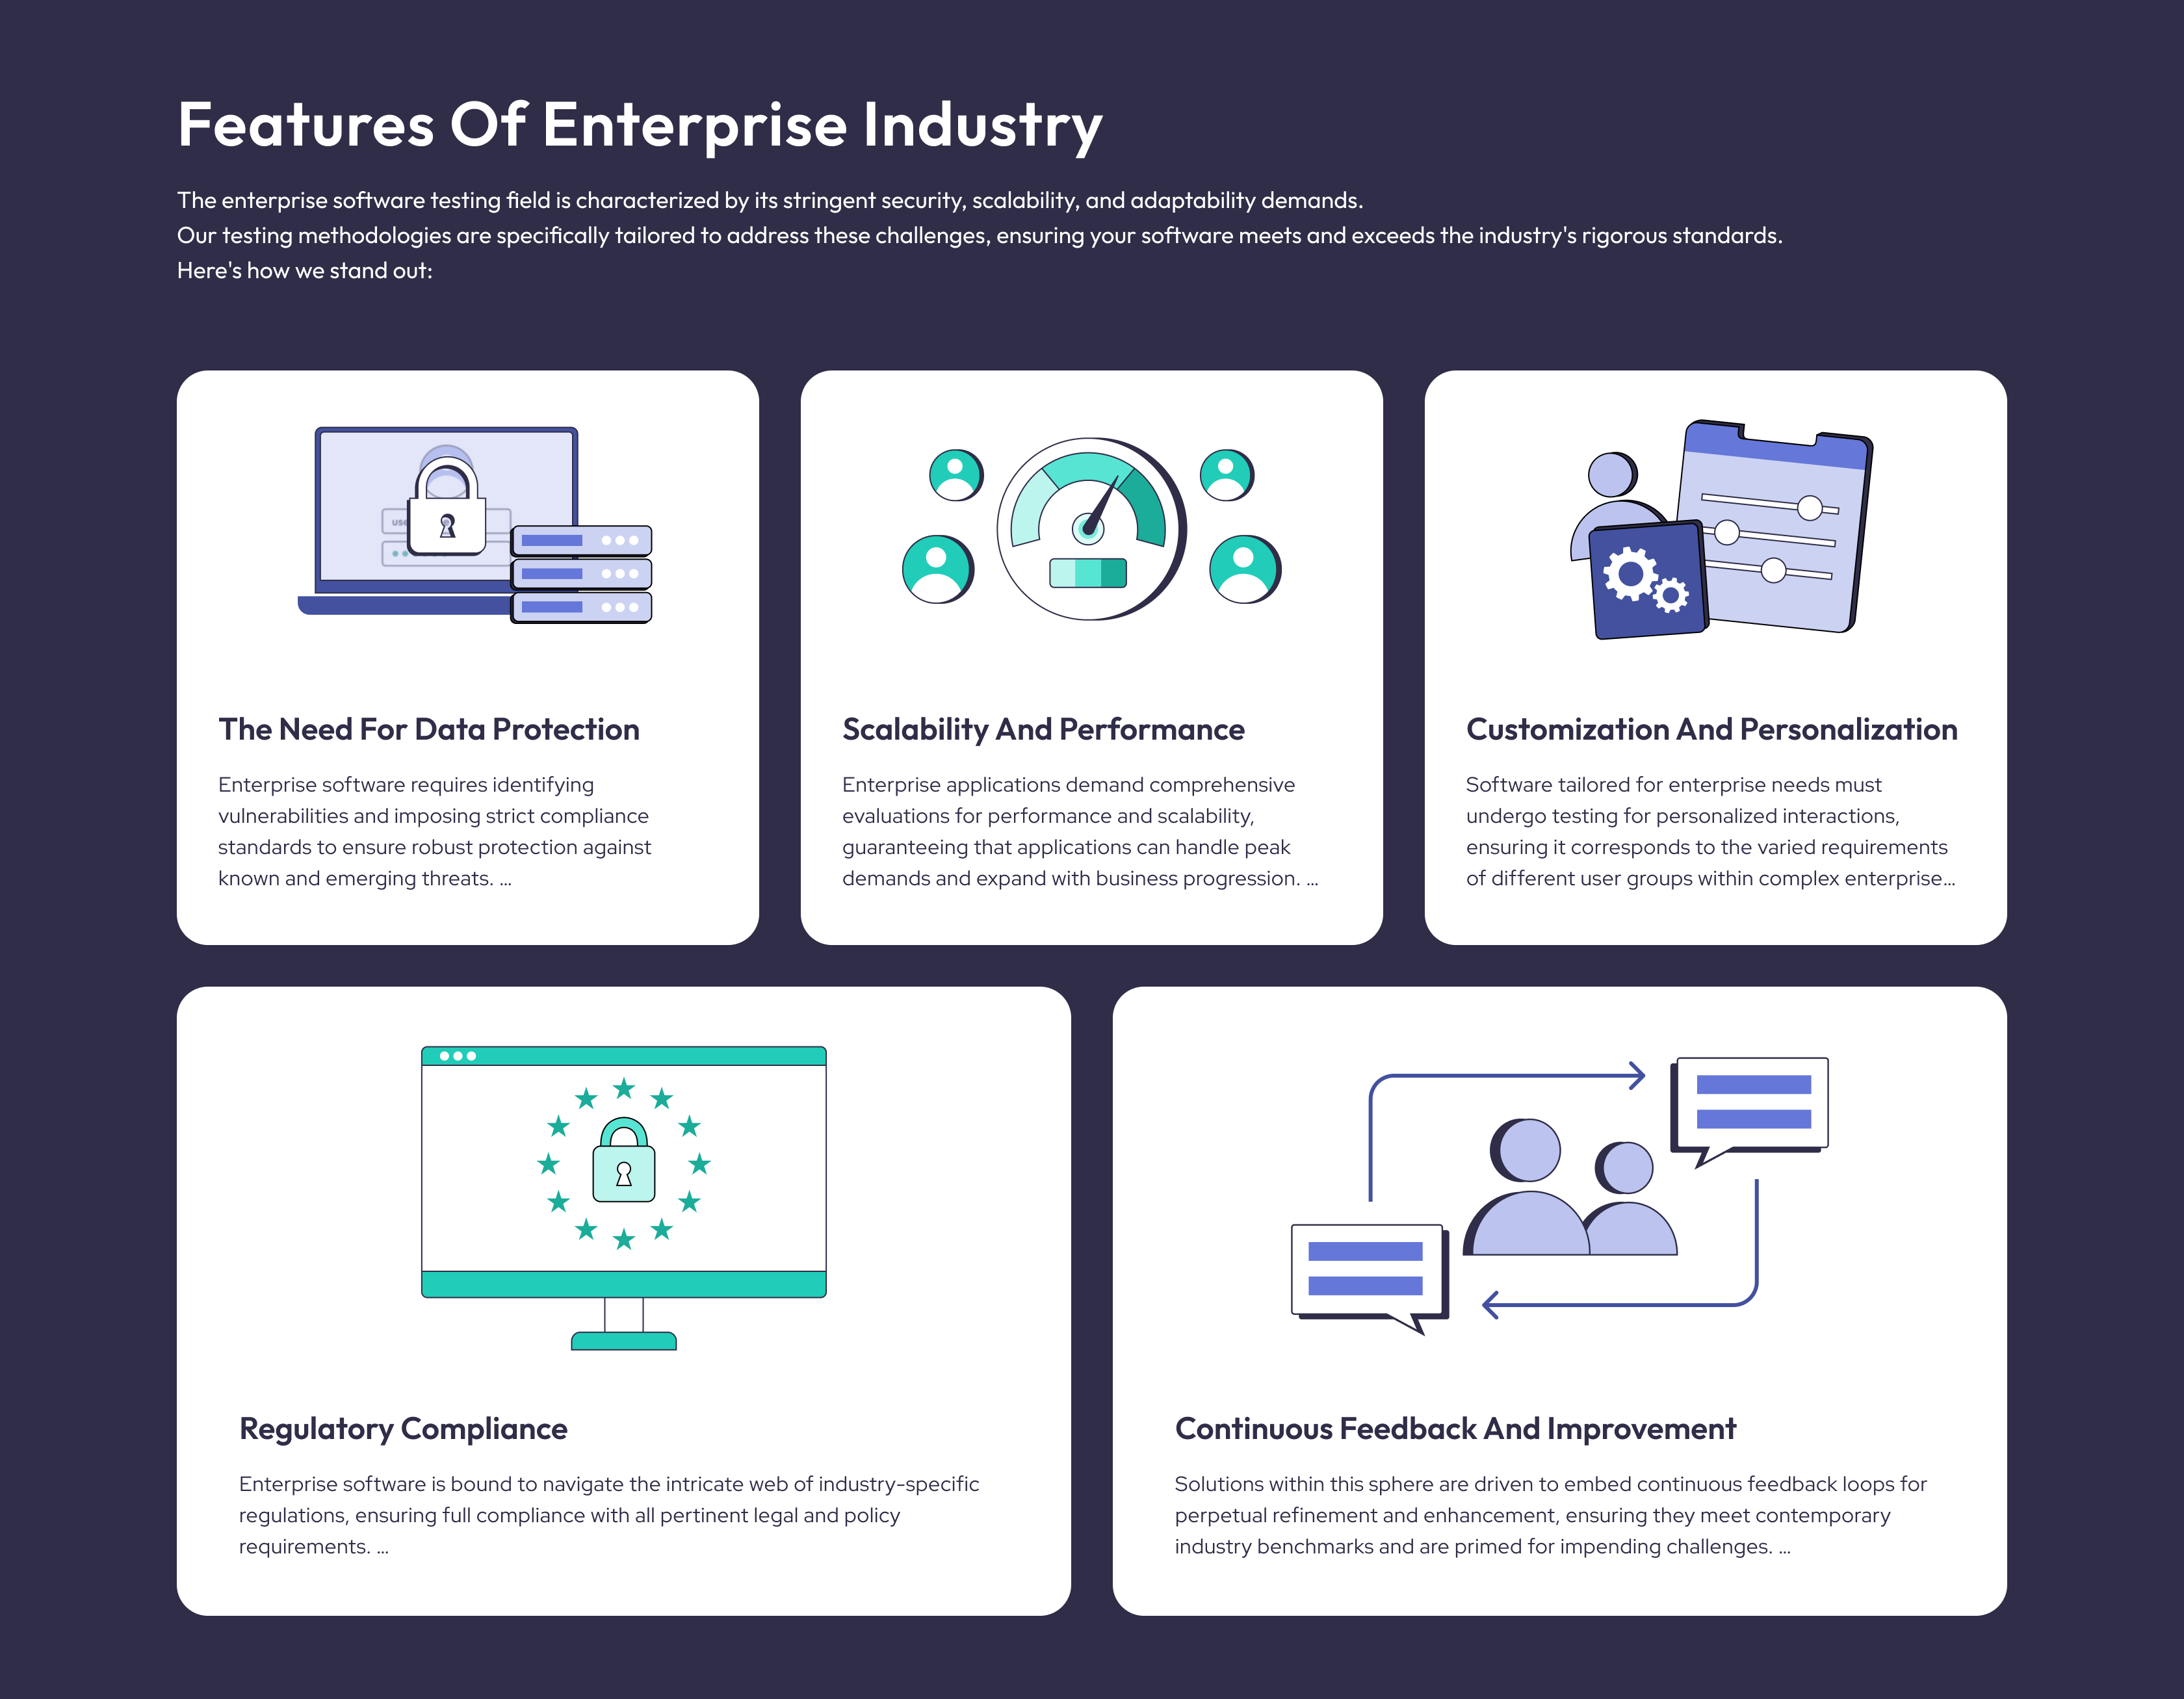 Features Of Enterprise Industry
The enterprise software testing field is characterized by its stringent security, scalability, and adaptability demands.
Our testing methodologies are specifically tailored to address these challenges, ensuring your software meets and exceeds the industry's rigorous standards.
Here's how we stand out:
The Need For Data Protection
Enterprise software requires identifying
vulnerabilities and imposing strict compliance
standards to ensure robust protection against
known and emerging threats. ...
Scalability And Performance
Enterprise applications demand comprehensive
evaluations for performance and scalability,
guaranteeing that applications can handle peak
demands and expand with business progression. ...
Customization And Personalization
Software tailored for enterprise needs must
undergo testing for personalized interactions,
ensuring it corresponds to the varied requirements
of different user groups within complex enterprise...
Regulatory Compliance
Enterprise software is bound to navigate the intricate web of industry-specific
regulations, ensuring full compliance with all pertinent legal and policy
requirements. ...
Continuous Feedback And Improvement
Solutions within this sphere are driven to embed continuous feedback loops for
perpetual refinement and enhancement, ensuring they meet contemporary
industry benchmarks and are primed for impending challenges. ...